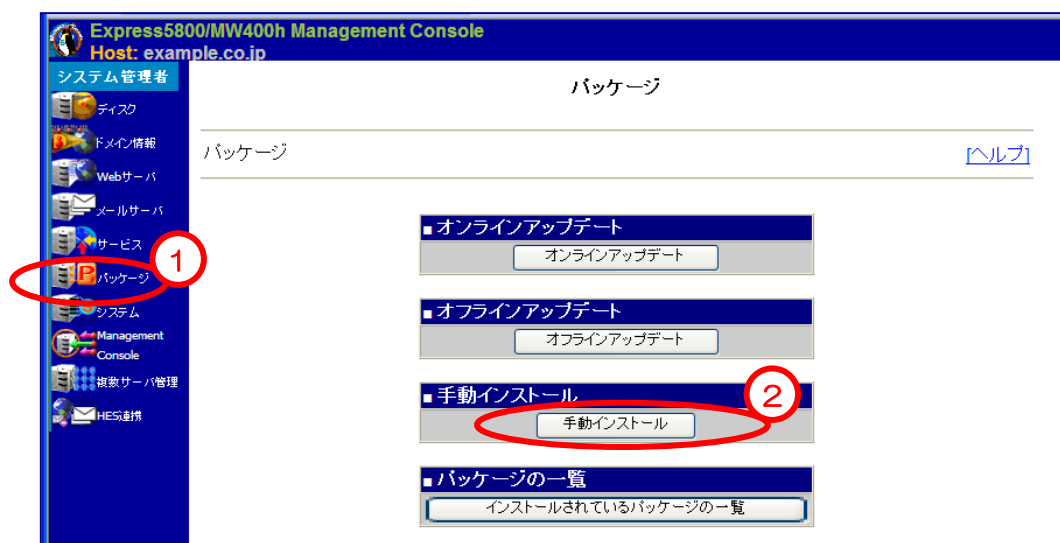 Express5800/MW400h Management Console
Host: example.co.jp
システム管理者
ディスク
ドメイン情報
Webサーバ
メールサーバ
サービス
パッケージ
システム
Management
Console
複数サーバ管理
HES連携
1
パッケージ
パッケージ
[ヘルプ]
■オンラインアップデート
オンラインアップデート
■オフラインアップデート
オフラインアップデート
■手動インストール
2
手動インストール
■パッケージの一覧
インストールされているパッケージの一覧